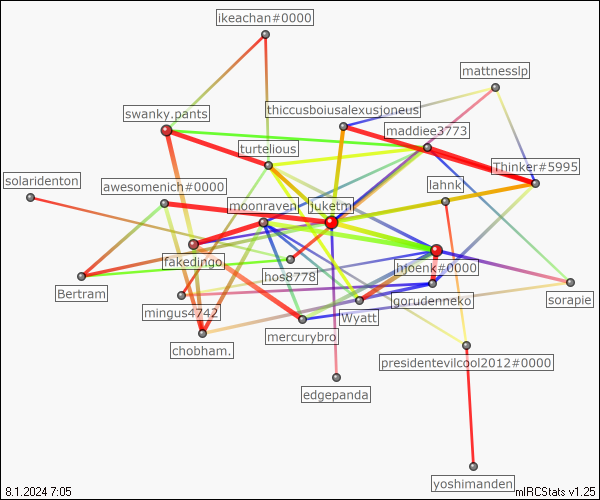 ikeachan#0000
mattnesslp
swanky.pants
thiccusboiusalexusjoneus
maddiee3773
turtelious
Thinker#5995
solaridenton
awesomenich#0000
lahnk
moonraven
juketm
fakedingo
hjoenk#0000
hos8778
Bertram
gorudenneko
sorapie
mingus4742
Wyatt
mercurybro
chobham.
presidentevilcool2012#0000
edgepanda
yoshimanden
8.1.2024 7:05
mIRCStats v1.25